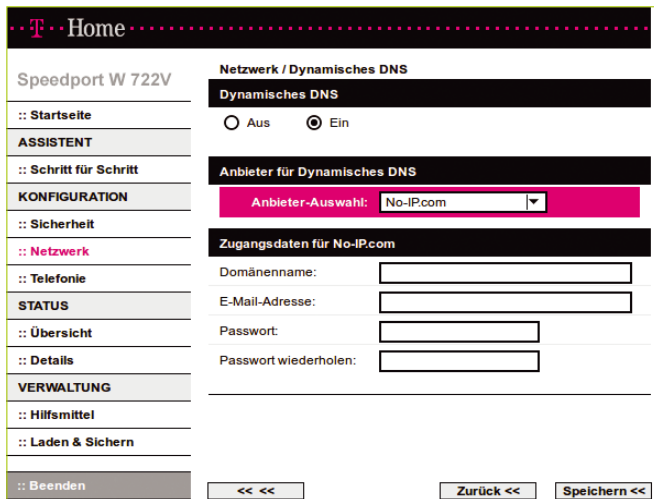 T Home
Speedport W 722V
:: Startseite
ASSISTENT
:: Schritt für Schritt
KONFIGURATION
:: Sicherheit
:: Netzwerk
:: Telefonie
STATUS
:: Übersicht
:: Details
VERWALTUNG
:: Hilfsmittel
:: Laden & Sichern
:: Beenden
Netzwerk / Dynamisches DNS
Dynamisches DNS
Aus Ein
Anbieter für Dynamisches DNS
Anbieter-Auswahl: No-IP.com
Zugangsdaten für No-IP.com
Domänenname:
E-Mail-Adresse:
Passwort:
Passwort wiederholen:
<< << Zurück << Speichern <<